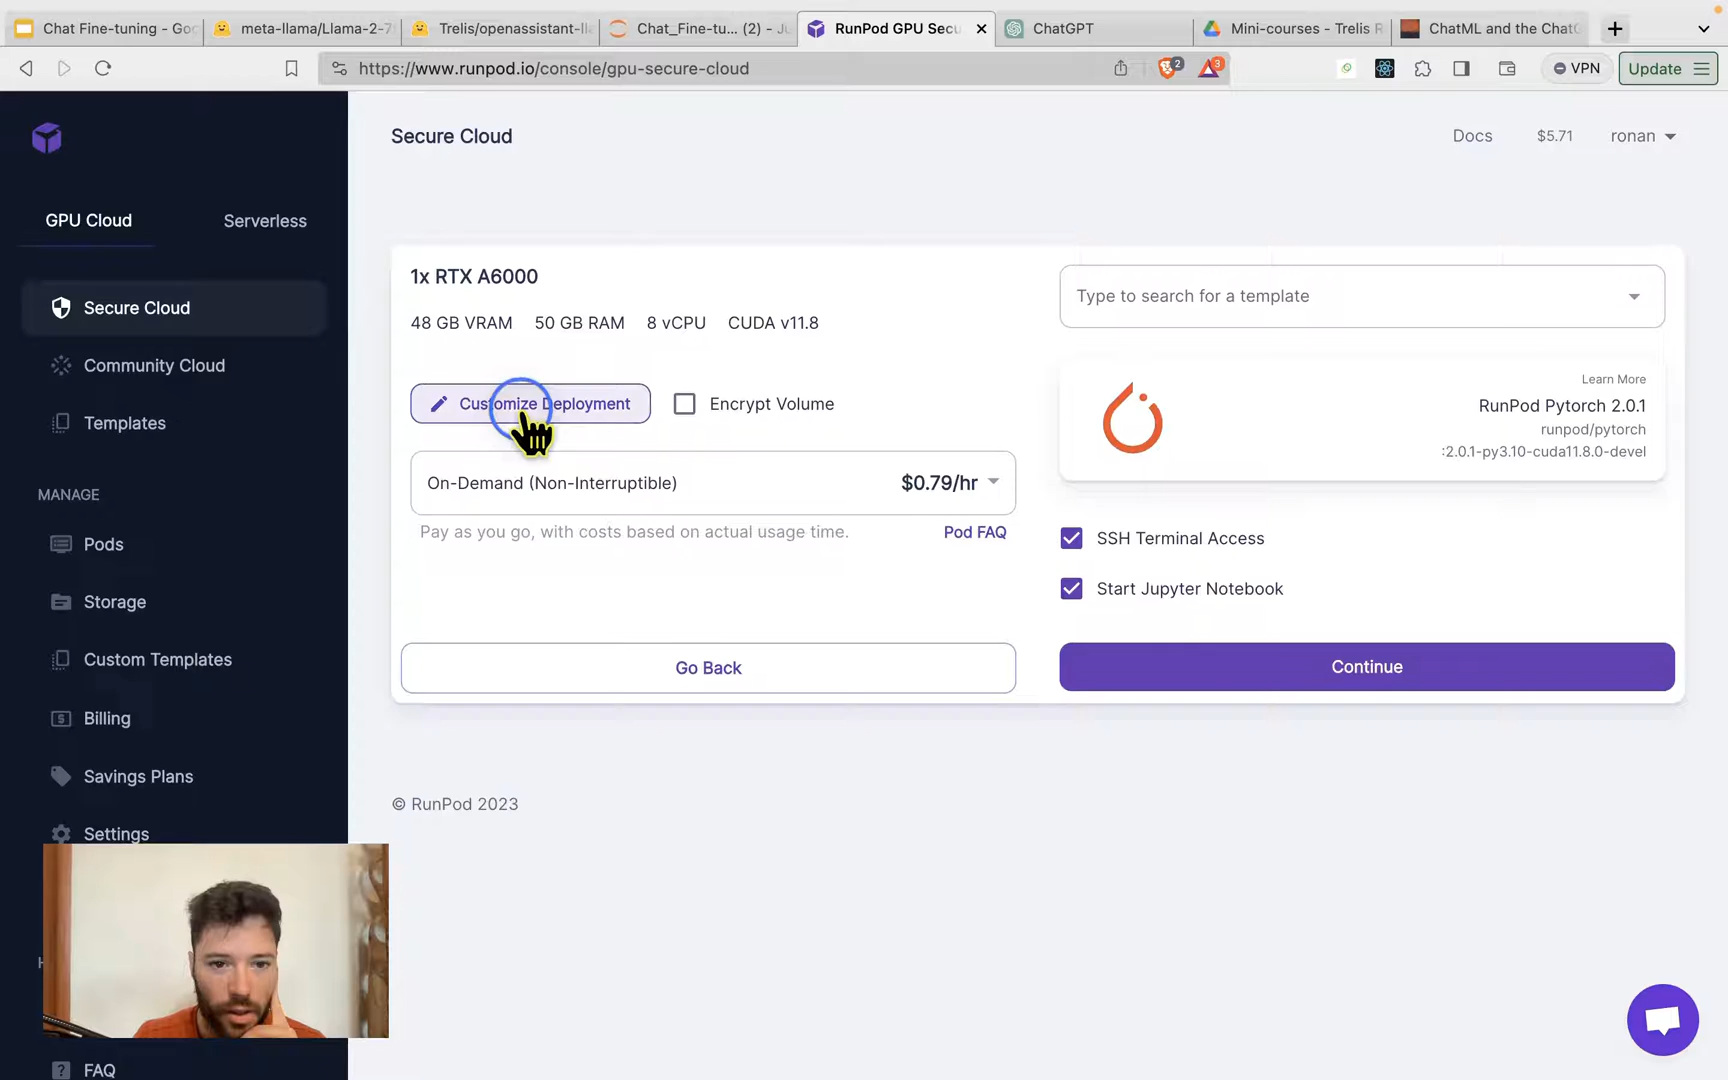 Chat Fine-tuning - Goo
meta-llama/Llama-2-7
Trelis/openassistant-ll
Chat_Fine-tu... (2) - Ju
RunPod GPU Secu
ChatGPT
Mini-courses - Trelis R
ChatML and the ChatG
https://www.runpod.io/console/gpu-secure-cloud
2
3
VPN
Update
Secure Cloud
Docs
$5.71
ronan
GPU Cloud
Serverless
Secure Cloud
Community Cloud
Templates
MANAGE
Pods
Storage
Custom Templates
Billing
Savings Plans
Settings
H
FAQ
1x RTX A6000
48 GB VRAM 50 GB RAM 8 vCPU CUDA v11.8
Customize Deployment
Encrypt Volume
On-Demand (Non-Interruptible)
$0.79/hr
Pay as you go, with costs based on actual usage time.
Pod FAQ
Go Back
Type to search for a template
Learn More
RunPod Pytorch 2.0.1
runpod/pytorch
:2.0.1-py3.10-cuda11.8.0-devel
SSH Terminal Access
Start Jupyter Notebook
Continue
© RunPod 2023